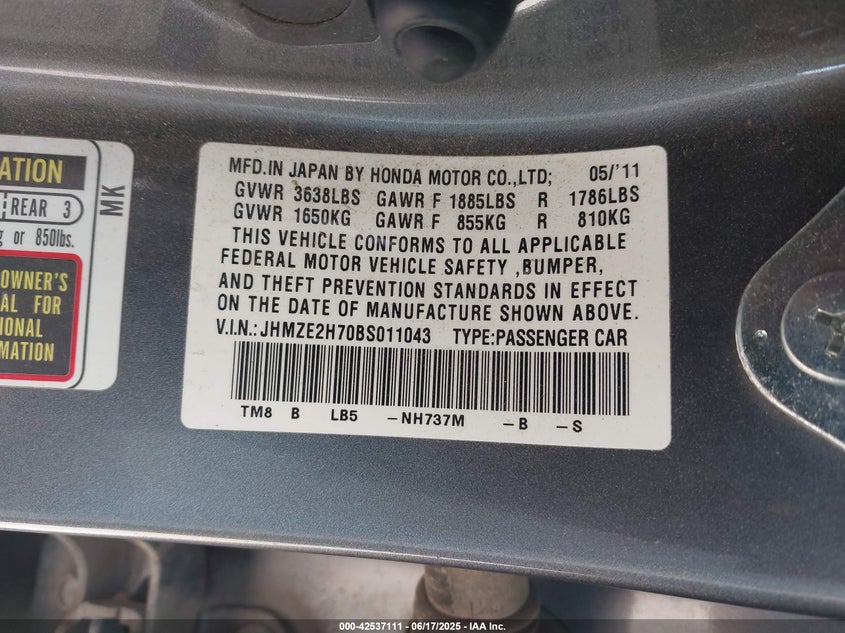 MFD.IN JAPAN BY HONDA MOTOR CO.,LTD; 05/'11
GVWR 3638LBS GAWR F 1885LBS R 1786LBS
GVWR 1650KG GAWR F 855KG R 810KG
THIS VEHICLE CONFORMS TO ALL APPLICABLE
FEDERAL MOTOR VEHICLE SAFETY ,BUMPER,
AND THEFT PREVENTION STANDARDS IN EFFECT
ON THE DATE OF MANUFACTURE SHOWN ABOVE.
V.I.N.:JHMZE2H70BS011043 TYPE:PASSENGER CAR
TM8 B LB5 -NH737M -B -S
ATION
REAR 3
g or 850lbs.
OWNER'S
AL FOR
IONAL
MATION
MK
000-42537111 - 06/17/2025 - IAA Inc.